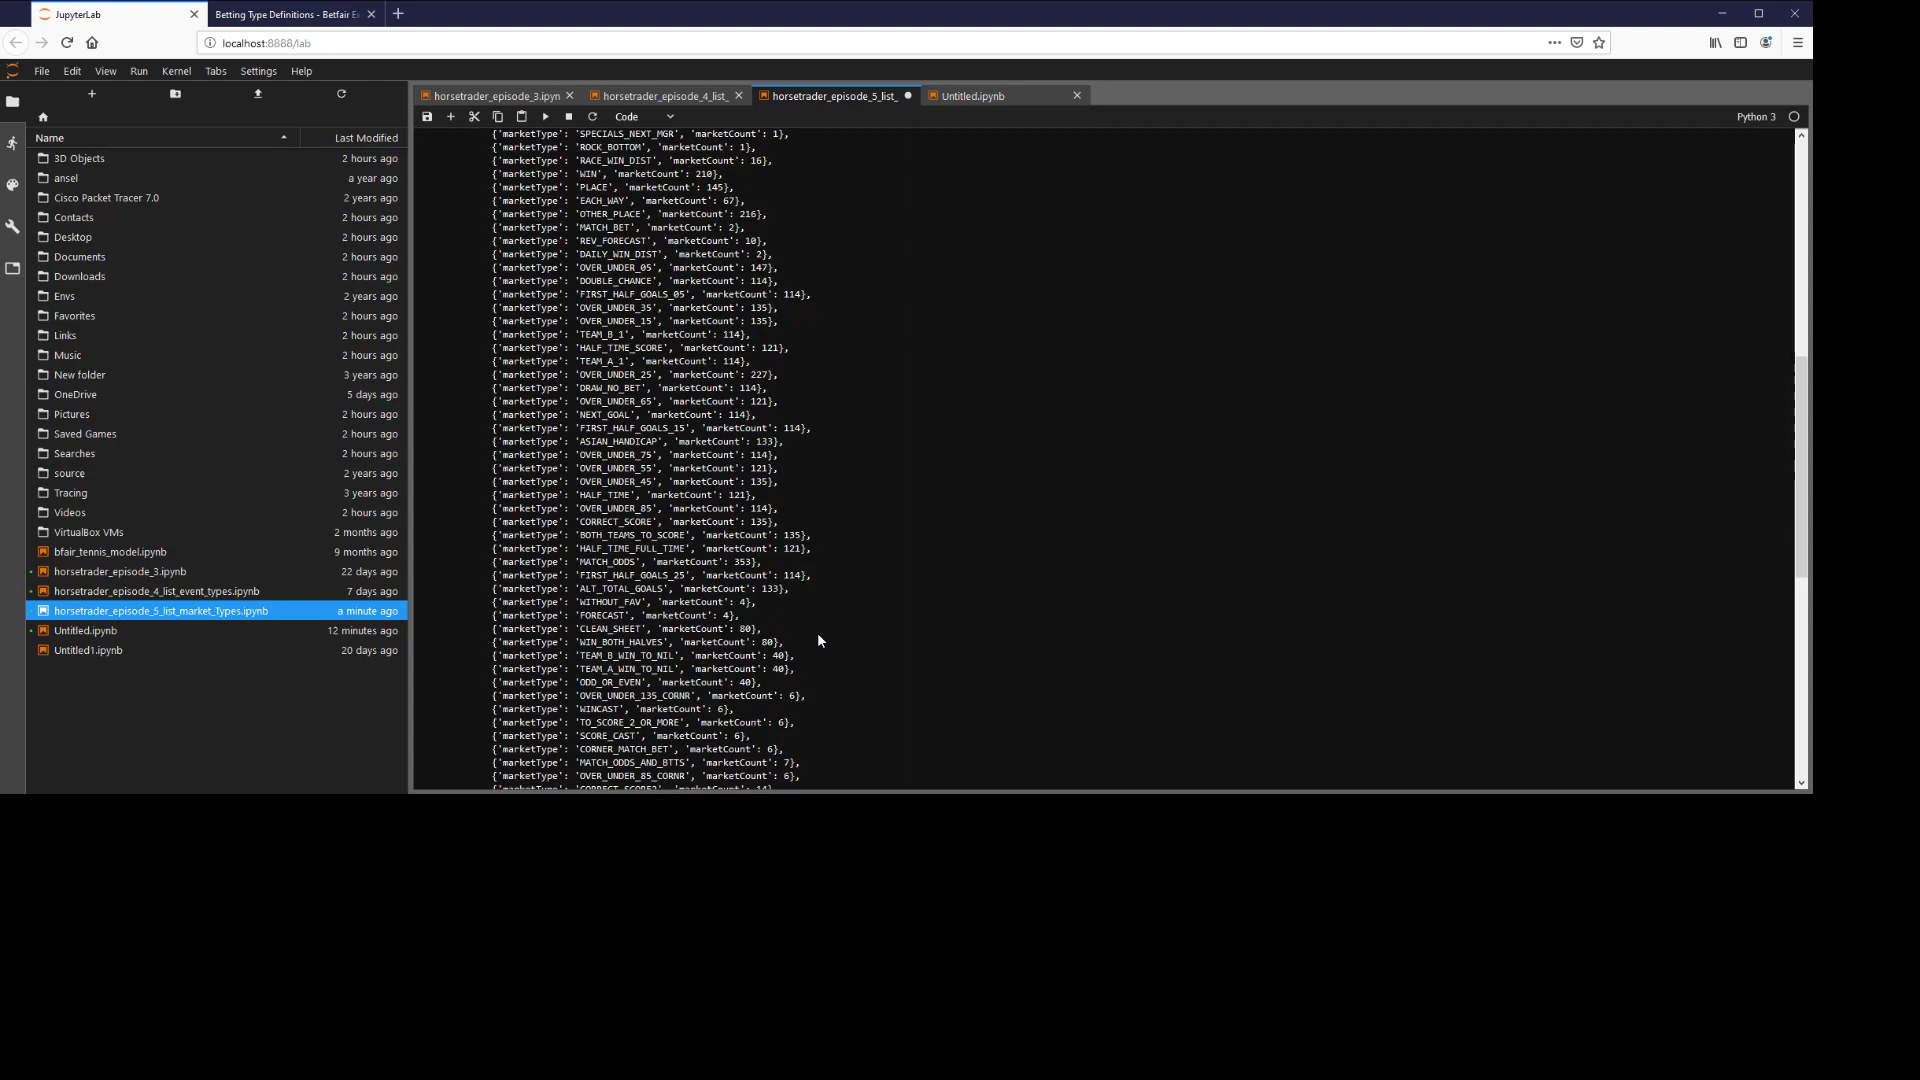 JupyterLab
Betting Type Definitions - Betfair E
localhost:8888/lab
File Edit View Run Kernel Tabs Settings Help
Name Last Modified
3D Objects 2 hours ago
ansel a year ago
Cisco Packet Tracer 7.0 2 years ago
Contacts 2 hours ago
Desktop 2 hours ago
Documents 2 hours ago
Downloads 2 hours ago
Envs 2 years ago
Favorites 2 hours ago
Links 2 hours ago
Music 2 hours ago
New folder 3 years ago
OneDrive 5 days ago
Pictures 2 hours ago
Saved Games 2 hours ago
Searches 2 hours ago
source 2 years ago
Tracing 3 years ago
Videos 2 hours ago
VirtualBox VMs 2 months ago
bfair_tennis_model.ipynb 9 months ago
horsetrader_episode_3.ipynb 22 days ago
horsetrader_episode_4_list_event_types.ipynb 7 days ago
horsetrader_episode_5_list_market_Types.ipynb a minute ago
Untitled.ipynb 12 minutes ago
Untitled1.ipynb 20 days ago
horsetrader_episode_3.ipyn
horsetrader_episode_4_list_
horsetrader_episode_5_list_
Untitled.ipynb
Code
Python 3
{'marketType': 'SPECIALS_NEXT_MGR', 'marketCount': 1},
{'marketType': 'ROCK_BOTTOM', 'marketCount': 1},
{'marketType': 'RACE_WIN_DIST', 'marketCount': 16},
{'marketType': 'WIN', 'marketCount': 210},
{'marketType': 'PLACE', 'marketCount': 145},
{'marketType': 'EACH_WAY', 'marketCount': 67},
{'marketType': 'OTHER_PLACE', 'marketCount': 216},
{'marketType': 'MATCH_BET', 'marketCount': 2},
{'marketType': 'REV_FORECAST', 'marketCount': 10},
{'marketType': 'DAILY_WIN_DIST', 'marketCount': 2},
{'marketType': 'OVER_UNDER_05', 'marketCount': 147},
{'marketType': 'DOUBLE_CHANCE', 'marketCount': 114},
{'marketType': 'FIRST_HALF_GOALS_05', 'marketCount': 114},
{'marketType': 'OVER_UNDER_35', 'marketCount': 135},
{'marketType': 'OVER_UNDER_15', 'marketCount': 135},
{'marketType': 'TEAM_B_1', 'marketCount': 114},
{'marketType': 'HALF_TIME_SCORE', 'marketCount': 121},
{'marketType': 'TEAM_A_1', 'marketCount': 114},
{'marketType': 'OVER_UNDER_25', 'marketCount': 227},
{'marketType': 'DRAW_NO_BET', 'marketCount': 114},
{'marketType': 'OVER_UNDER_65', 'marketCount': 121},
{'marketType': 'NEXT_GOAL', 'marketCount': 114},
{'marketType': 'FIRST_HALF_GOALS_15', 'marketCount': 114},
{'marketType': 'ASIAN_HANDICAP', 'marketCount': 133},
{'marketType': 'OVER_UNDER_75', 'marketCount': 114},
{'marketType': 'OVER_UNDER_55', 'marketCount': 121},
{'marketType': 'OVER_UNDER_45', 'marketCount': 135},
{'marketType': 'HALF_TIME', 'marketCount': 121},
{'marketType': 'OVER_UNDER_85', 'marketCount': 114},
{'marketType': 'CORRECT_SCORE', 'marketCount': 135},
{'marketType': 'BOTH_TEAMS_TO_SCORE', 'marketCount': 135},
{'marketType': 'HALF_TIME_FULL_TIME', 'marketCount': 121},
{'marketType': 'MATCH_ODDS', 'marketCount': 353},
{'marketType': 'FIRST_HALF_GOALS_25', 'marketCount': 114},
{'marketType': 'ALT_TOTAL_GOALS', 'marketCount': 133},
{'marketType': 'WITHOUT_FAV', 'marketCount': 4},
{'marketType': 'FORECAST', 'marketCount': 4},
{'marketType': 'CLEAN_SHEET', 'marketCount': 80},
{'marketType': 'WIN_BOTH_HALVES', 'marketCount': 80},
{'marketType': 'TEAM_B_WIN_TO_NIL', 'marketCount': 40},
{'marketType': 'TEAM_A_WIN_TO_NIL', 'marketCount': 40},
{'marketType': 'ODD_OR_EVEN', 'marketCount': 40},
{'marketType': 'OVER_UNDER_135_CORNR', 'marketCount': 6},
{'marketType': 'WINCAST', 'marketCount': 6},
{'marketType': 'TO_SCORE_2_OR_MORE', 'marketCount': 6},
{'marketType': 'SCORE_CAST', 'marketCount': 6},
{'marketType': 'CORNER_MATCH_BET', 'marketCount': 6},
{'marketType': 'MATCH_ODDS_AND_BTTS', 'marketCount': 7},
{'marketType': 'OVER_UNDER_85_CORNR', 'marketCount': 6},
{'marketType': 'CORRECT_SCORE2', 'marketCount': 14},